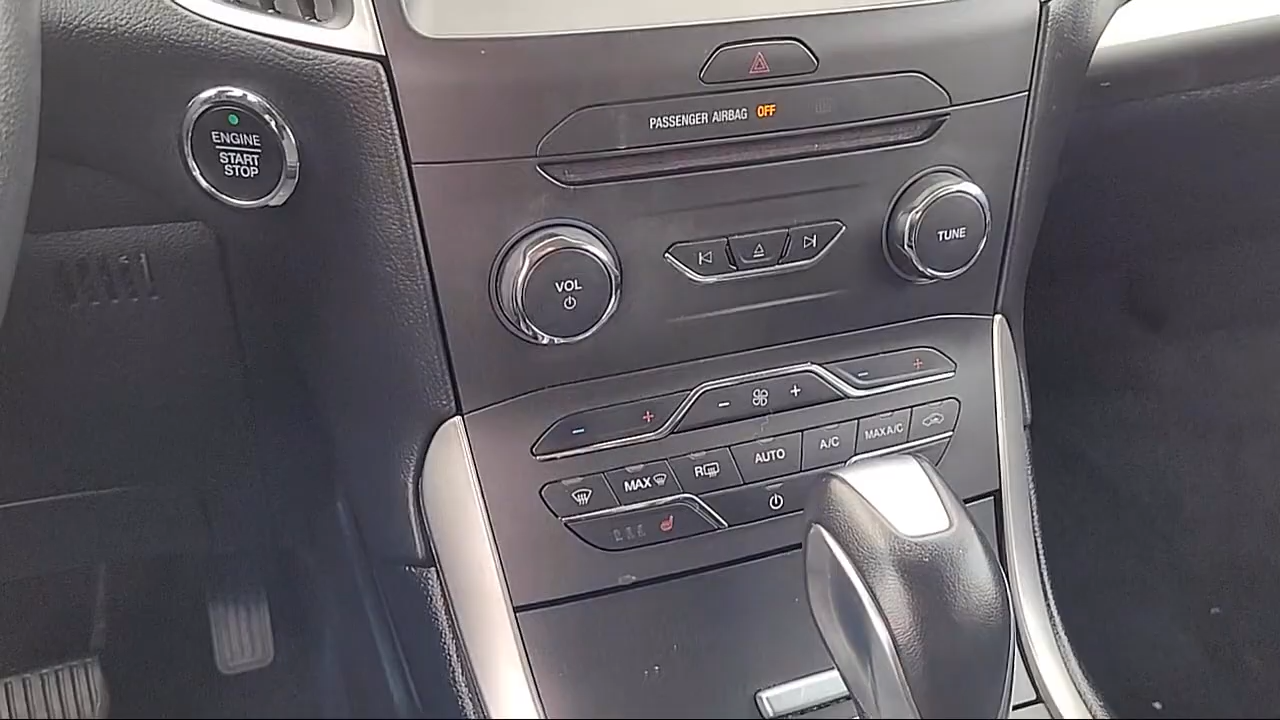 PASSENGER AIRBAG OFF
ENGINE
START
STOP
TUNE
VOL
MAX
R
AUTO
A/C
MAX A/C